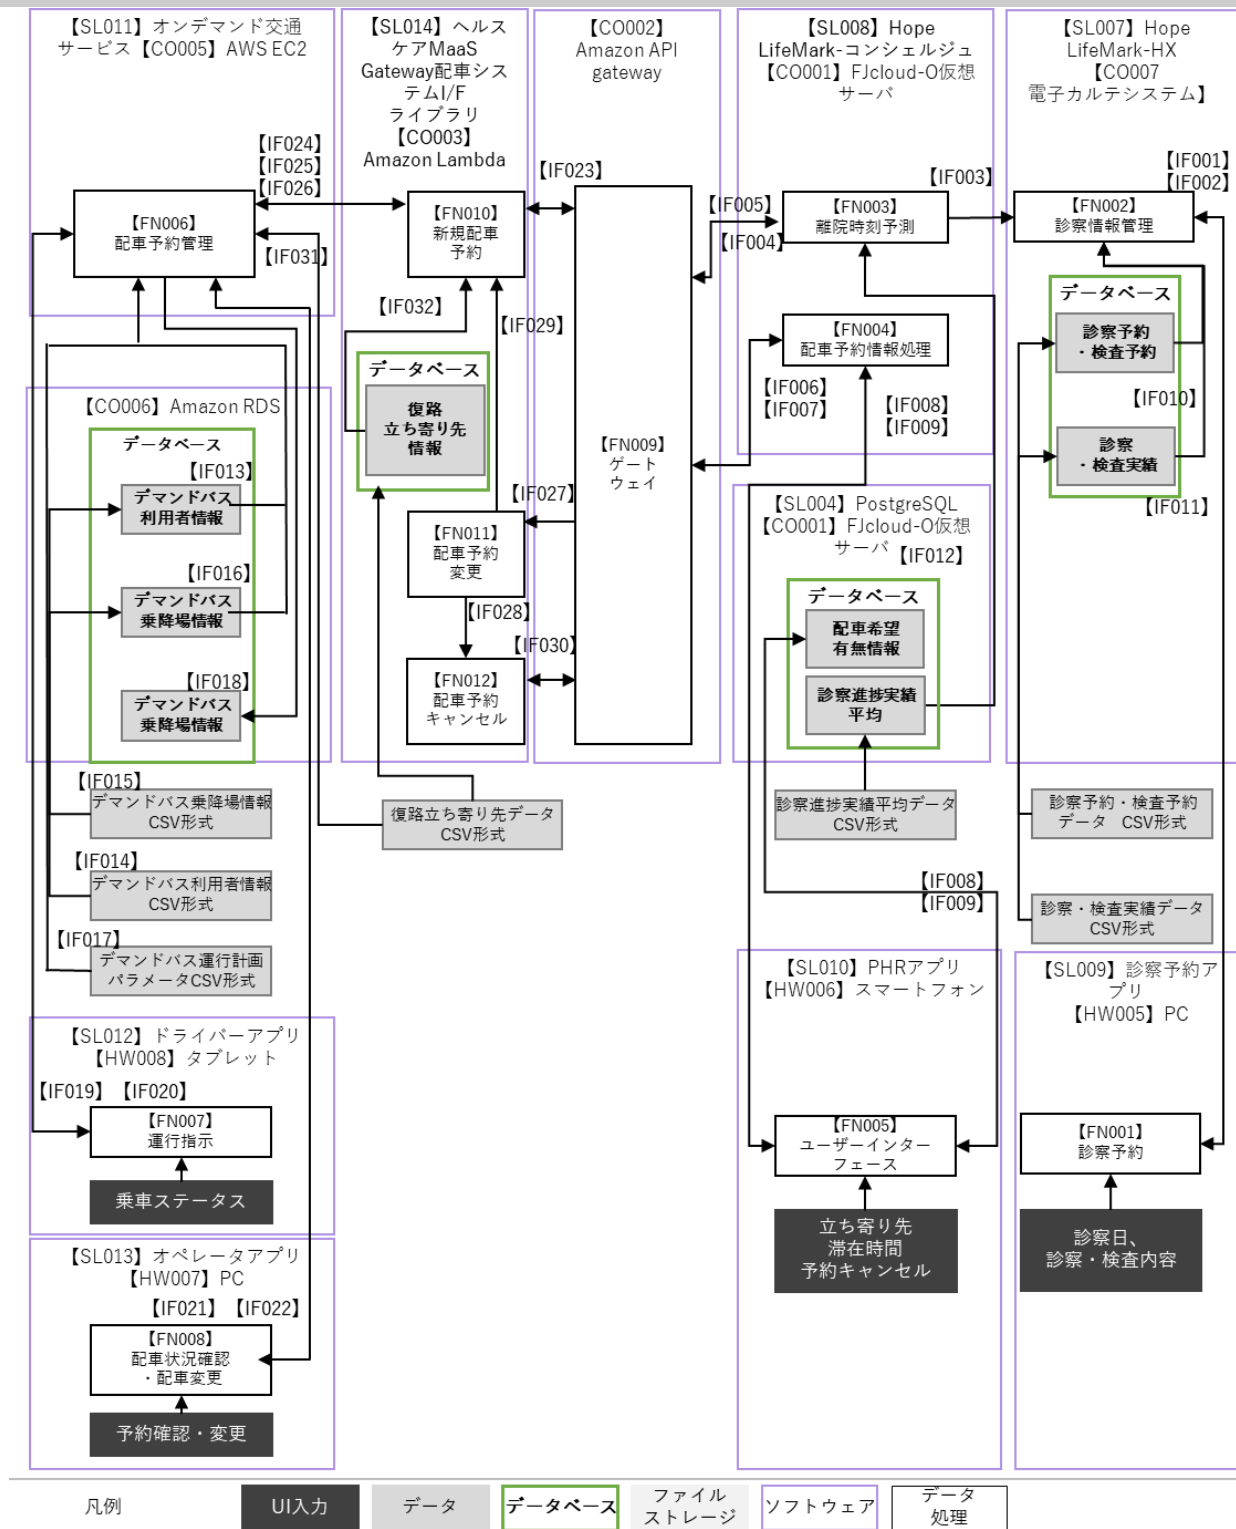 【SL011】オンデマンド交通
サービス【CO005】AWS EC2
【SL014】ヘルス
ケアMaaS
Gateway配車シス
テムI/F
ライブラリ
【CO003】
Amazon Lambda
【CO002】
Amazon API
gateway
【SL008】Hope
LifeMark-コンシェルジュ
【CO001】FJcloud-O仮想
サーバ
【SL007】Hope
LifeMark-HX
【CO007
電子カルテシステム】
【IF024】
【IF025】
【IF026】
【IF023】
【IF005】
【IF004】
【IF003】
【IF001】
【IF002】
【FN006】
配車予約管理
【IF031】
【FN010】
新規配車
予約
【FN003】
離院時刻予測
【FN002】
診察情報管理
【IF032】
【IF029】
データベース
復路
立ち寄り先
情報
【FN004】
配車予約情報処理
【IF006】
【IF007】
【IF008】
【IF009】
データベース
診察予約
・検査予約
【IF010】
診察
・検査実績
【IF011】
【CO006】Amazon RDS
データベース
【IF013】
デマンドバス
利用者情報
【IF016】
デマンドバス
乗降場情報
【IF018】
デマンドバス
乗降場情報
【FN009】
ゲート
ウェイ
【IF027】
【FN011】
配車予約
変更
【IF028】
【IF030】
【FN012】
配車予約
キャンセル
【SL004】PostgreSQL
【CO001】FJcloud-O仮想
サーバ
【IF012】
データベース
配車希望
有無情報
診察進捗実績
平均
【IF015】
デマンドバス乗降場情報
CSV形式
復路立ち寄り先データ
CSV形式
診察進捗実績平均データ
CSV形式
診察予約・検査予約
データ　CSV形式
【IF014】
デマンドバス利用者情報
CSV形式
【IF008】
【IF009】
診察・検査実績データ
CSV形式
【IF017】
デマンドバス運行計画
パラメータCSV形式
【SL010】PHRアプリ
【HW006】スマートフォン
【SL009】診察予約ア
プリ
【HW005】PC
【SL012】ドライバーアプリ
【HW008】タブレット
【IF019】
【IF020】
【FN007】
運行指示
乗車ステータス
【FN005】
ユーザーインター
フェース
立ち寄り先
滞在時間
予約キャンセル
【FN001】
診察予約
診察日、
診察・検査内容
【SL013】オペレータアプリ
【HW007】PC
【IF021】
【IF022】
【FN008】
配車状況確認
・配車変更
予約確認・変更
凡例
UI入力
データ
データベース
ファイル
ストレージ
ソフトウェア
データ
処理